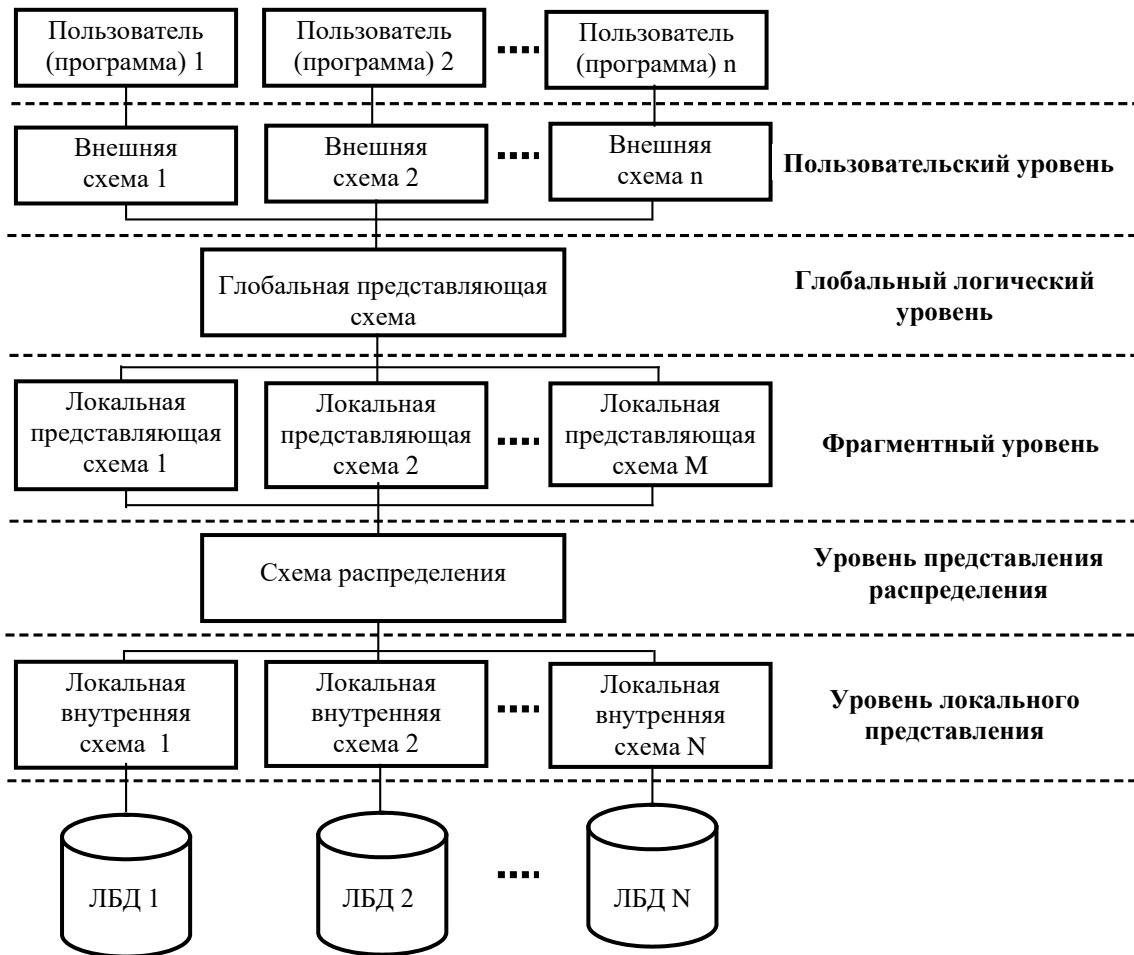 Пользователь
(программа) 1
Пользователь
(программа) 2
Пользователь
(программа) n
Внешняя
схема 1
Внешняя
схема 2
Внешняя
схема n
Пользовательский уровень
Глобальная представляющая
схема
Глобальный логический
уровень
Локальная
представляющая
схема 1
Локальная
представляющая
схема 2
Локальная
представляющая
схема M
Фрагментный уровень
Схема распределения
Уровень представления
распределения
Локальная
внутренняя
схема 1
Локальная
внутренняя
схема 2
Локальная
внутренняя
схема N
Уровень локального
представления
ЛБД 1
ЛБД 2
ЛБД N